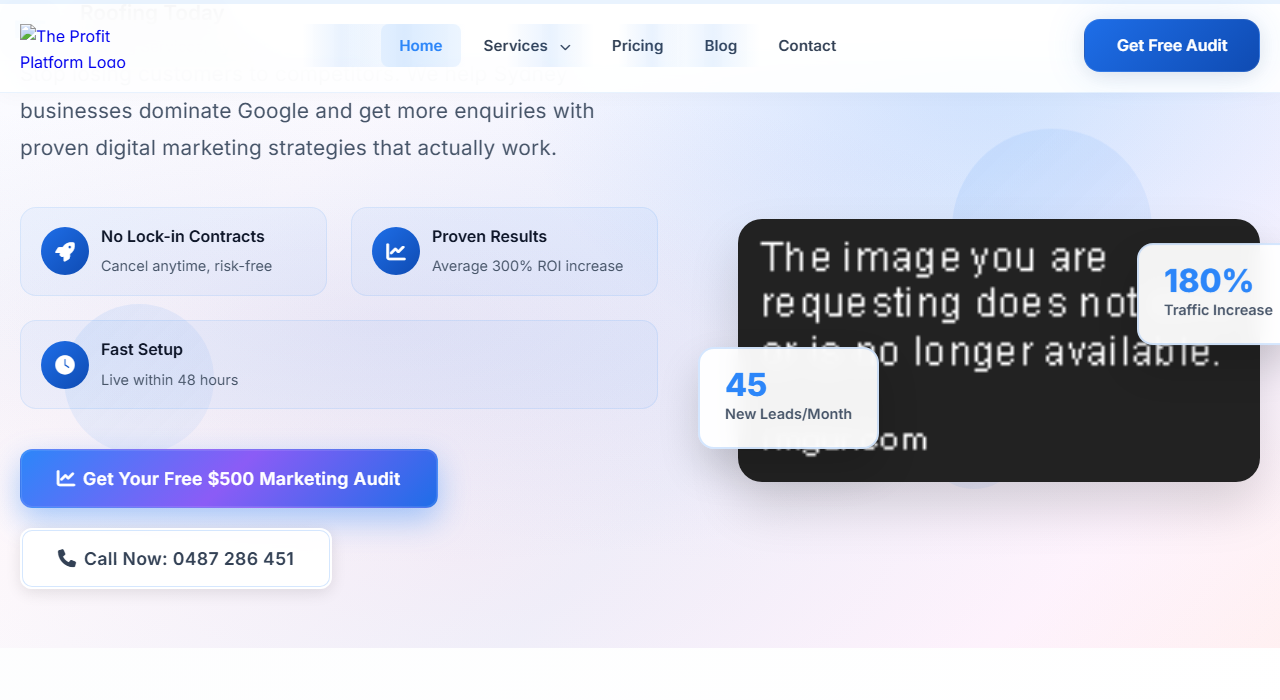 Roofing Today
The Profit
Platform Logo
Home
Services
Pricing
Blog
Contact
Get Free Audit
businesses dominate Google and get more enquiries with
proven digital marketing strategies that actually work.
No Lock-in Contracts
Cancel anytime, risk-free
Proven Results
Average 300% ROI increase
Fast Setup
Live within 48 hours
Get Your Free $500 Marketing Audit
Call Now: 0487 286 451
The image you are
requesting does not
or is no longer available.
imgur.com
180%
Traffic Increase
45
New Leads/Month